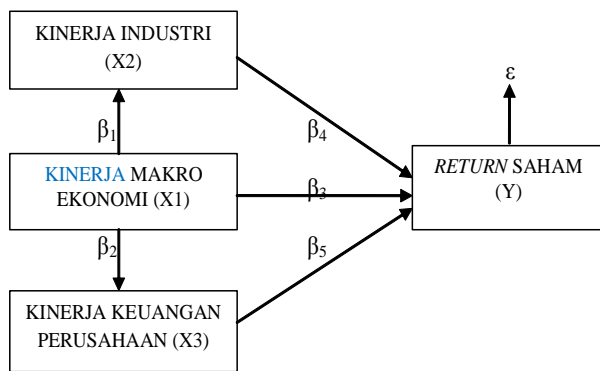 KINERJA INDUSTRI
(X2)
ε
β1
β4
KINERJA MAKRO
EKONOMI (X1)
β3
RETURN SAHAM
(Y)
β2
β5
KINERJA KEUANGAN
PERUSAHAAN (X3)